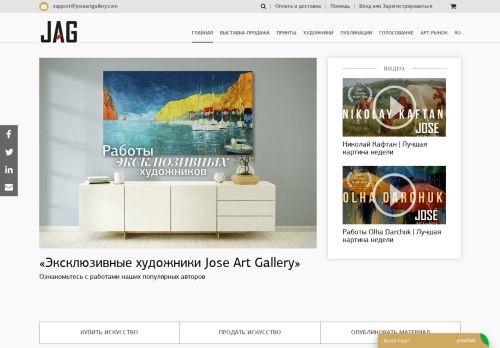 support@joseartgallery.com
Оплата и доставка | Помощь | Вход или Зарегистрироваться
JAG
ГЛАВНАЯ ВЫСТАВКА-ПРОДАЖА ПРИНТЫ ХУДОЖНИКИ ПУБЛИКАЦИИ ГОЛОСОВАНИЕ АРТ-РЫНОК RU
Работы
ЭКСКЛЮЗИВНЫХ
художников
«Эксклюзивные художники Jose Art Gallery»
Ознакомьтесь с работами наших популярных авторов
ВИДЕО
NIKOLAY KAFTAN
JOSE
Николай Кафтан | Лучшая
картина недели
OLHA DARCHUK
JOSE
Работы Olha Darchuk | Лучшая
картина недели
КУПИТЬ ИСКУССТВО
ПРОДАТЬ ИСКУССТВО
ОПУБЛИКОВАТЬ МАТЕРИАЛ
Need help?